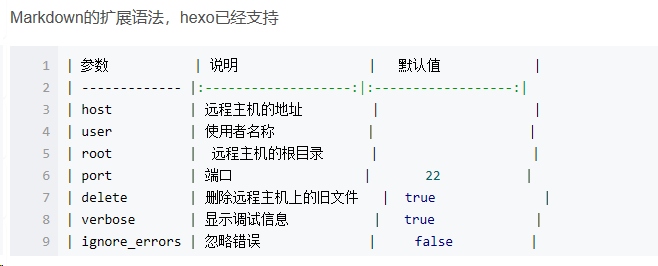 Markdown的扩展语法，hexo已经支持
1 | 参数 | 说明 | 默认值 |
2 | ------------- |:-------------------:|:------------------:|
3 | host | 远程主机的地址 | |
4 | user | 使用者名称 | |
5 | root | 远程主机的根目录 | |
6 | port | 端口 | 22 |
7 | delete | 删除远程主机上的旧文件 | true |
8 | verbose | 显示调试信息 | true |
9 | ignore_errors | 忽略错误 | false |